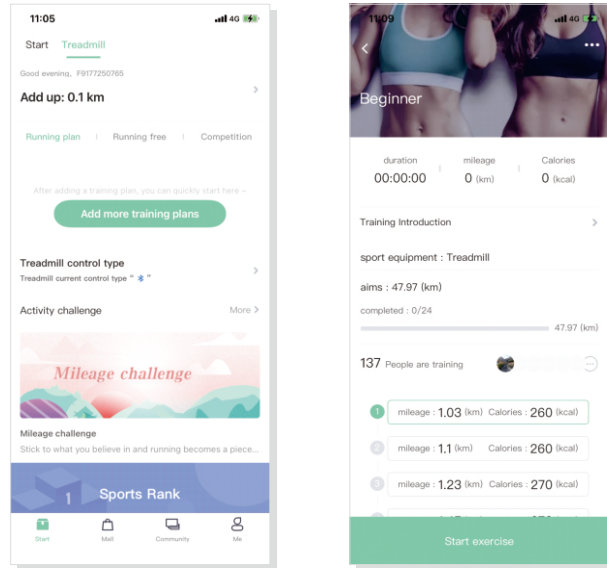 11:05
4G
Start Treadmill
Good evening, F9177250765
Add up: 0.1 km
Running plan Running free Competition
After adding a training plan, you can quickly start here ~
Add more training plans
Treadmill control type
Treadmill current control type " "
Activity challenge More >
Mileage challenge
Mileage challenge
Stick to what you believe in and running becomes a piece...
1
Sports Rank
Start Mall Community Me
11:09
4G
Beginner
duration mileage Calories
00:00:00 0 (km) 0 (kcal)
Training Introduction
sport equipment : Treadmill
aims : 47.97 (km)
completed : 0/24
47.97 (km)
137 People are training
1 mileage : 1.03 (km) Calories : 260 (kcal)
2 mileage : 1.1 (km) Calories : 260 (kcal)
3 mileage : 1.23 (km) Calories : 270 (kcal)
Start exercise